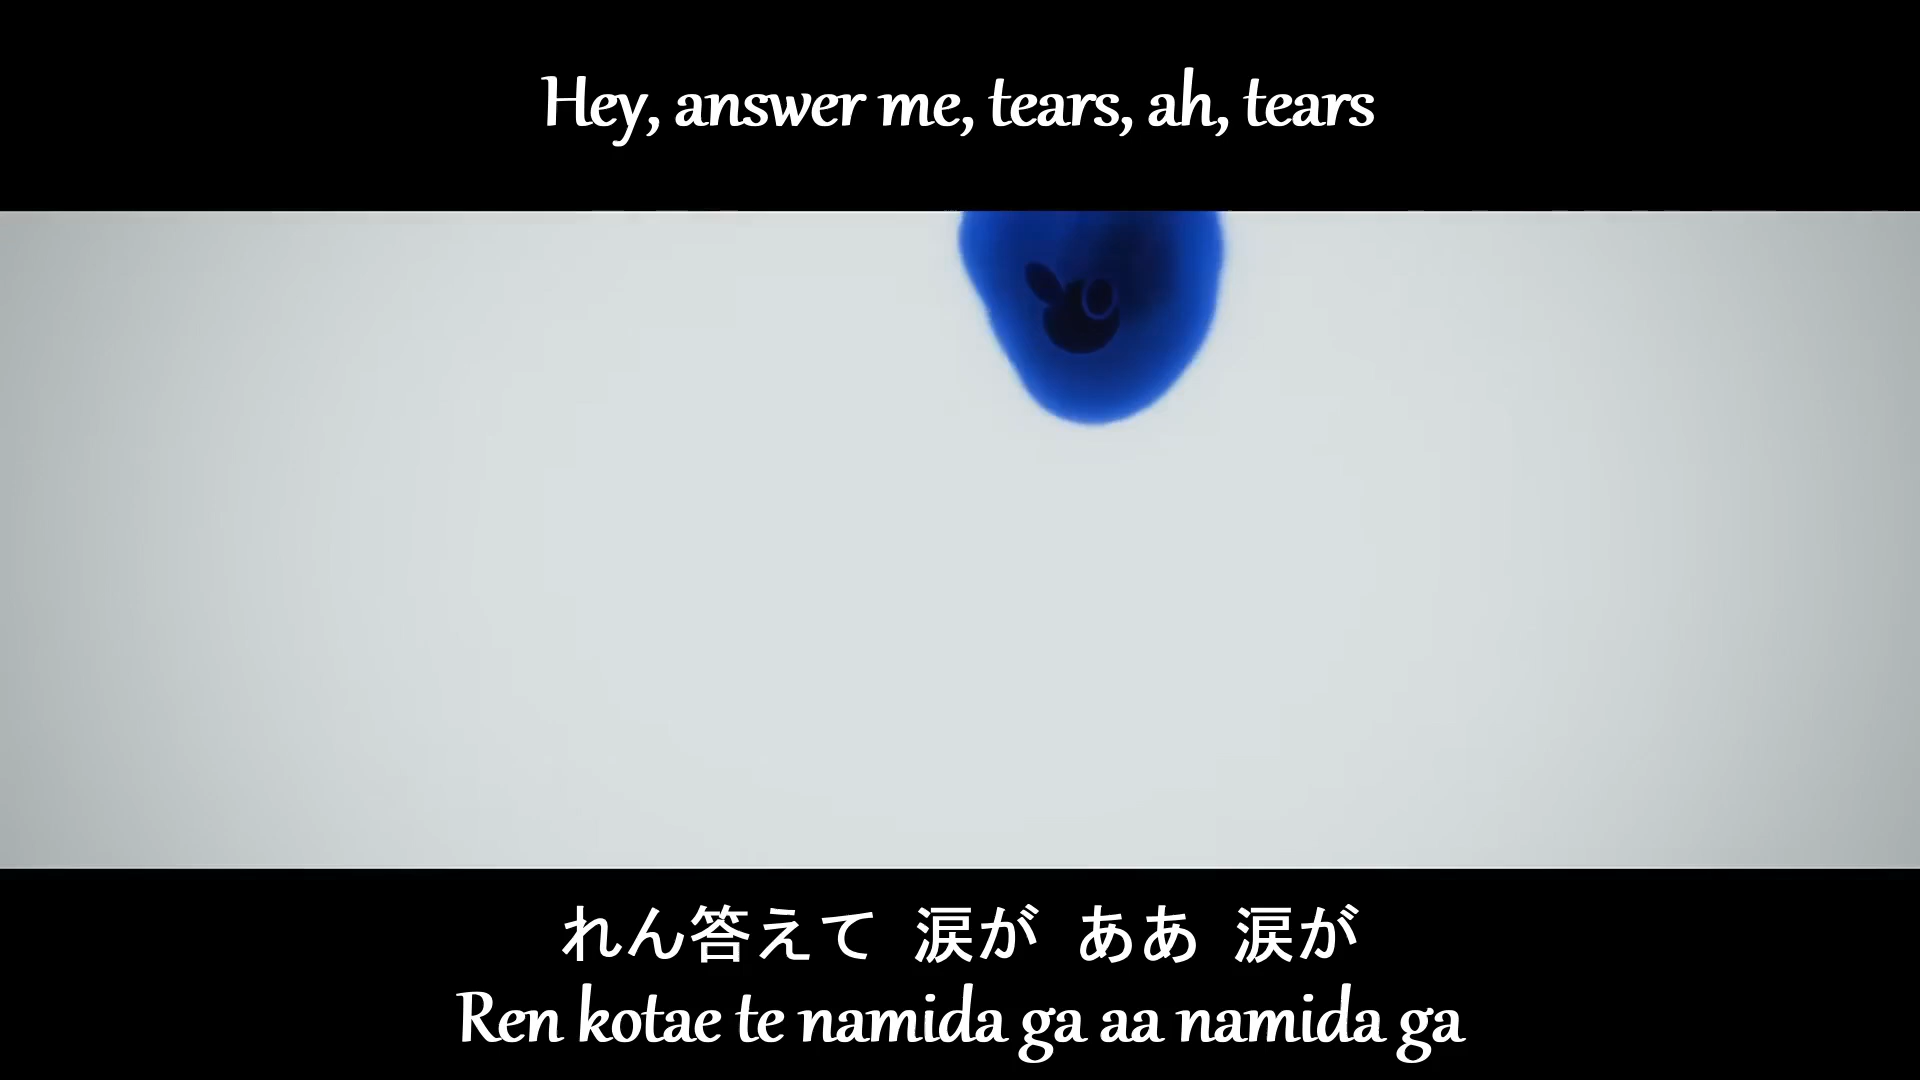 Hey, answer me, tears, ah, tears
れん答えて 涙が ああ 涙が
Ren kotae te namida ga aa namida ga